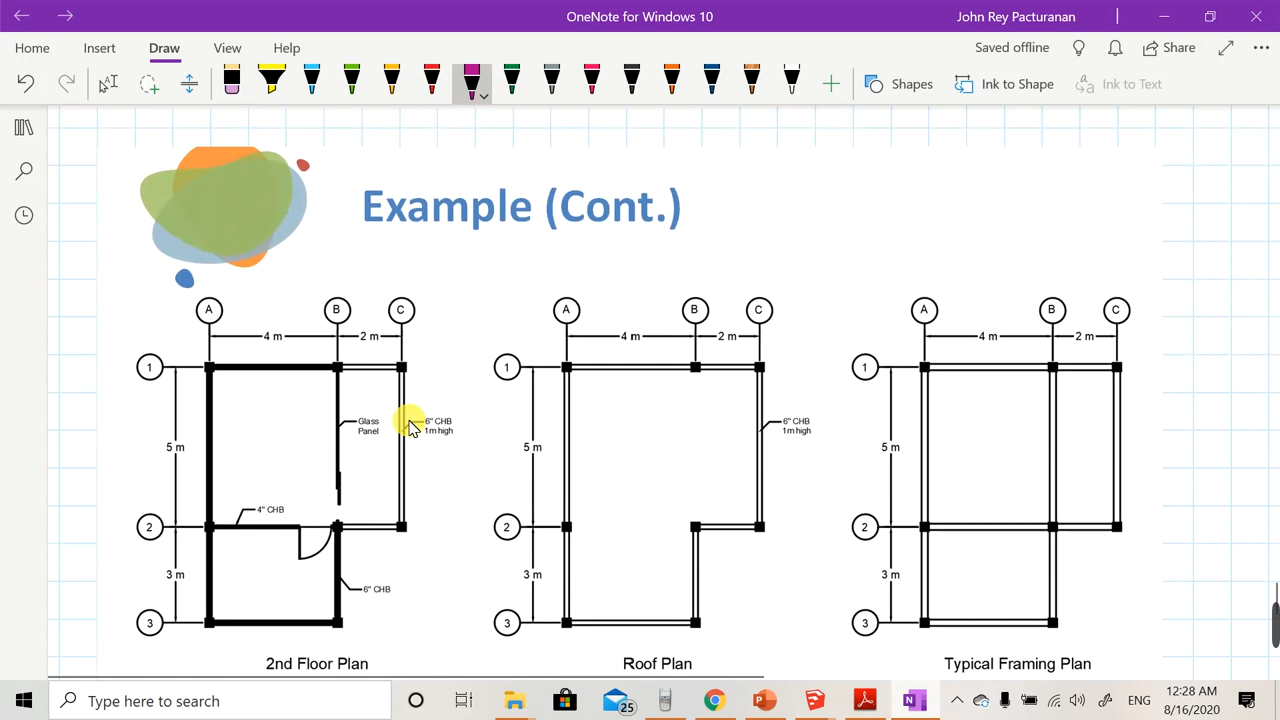 OneNote for Windows 10
John Rey Pacturanan
Home Insert Draw View Help
Saved offline
Share
Shapes
Ink to Shape
Ink to Text
Example (Cont.)
A B C
4 m 2 m
1
5 m
2
3 m
3
Glass
Panel
6" CHB
1m high
4" CHB
6" CHB
2nd Floor Plan
A B C
4 m 2 m
1
5 m
2
3 m
3
6" CHB
1m high
Roof Plan
A B C
4 m 2 m
1
5 m
2
3 m
3
Typical Framing Plan
Type here to search
25
ENG
12:28 AM
8/16/2020